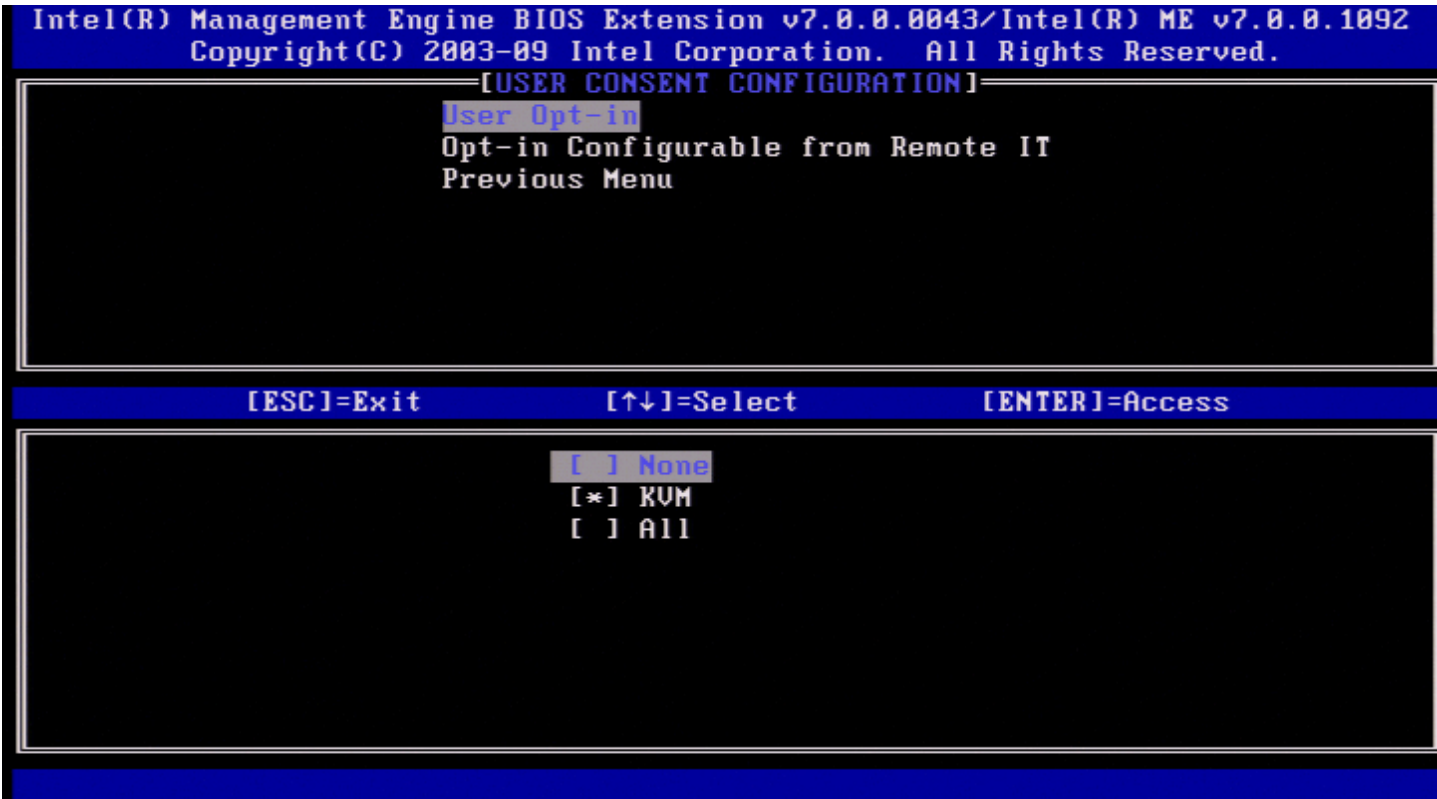 Intel(R) Management Engine BIOS Extension v7.0.0.0043/Intel(R) ME v7.0.0.1092
Copyright(C) 2003-09 Intel Corporation. All Rights Reserved.
[USER CONSENT CONFIGURATION]
User Opt-in
Opt-in Configurable from Remote IT
Previous Menu
[ESC]=Exit [↑↓]=Select [ENTER]=Access
[ ] None
[*] KVM
[ ] All